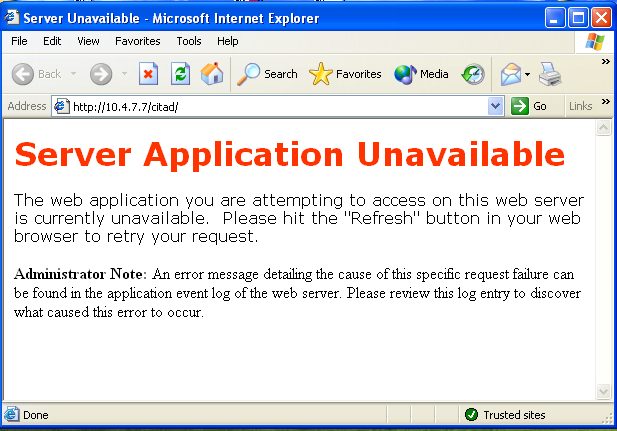 Server Unavailable - Microsoft Internet Explorer
File Edit View Favorites Tools Help
Back Search Favorites Media
Address http://10.4.7.7/citad/ Go Links
Server Application Unavailable
The web application you are attempting to access on this web server
is currently unavailable. Please hit the "Refresh" button in your web
browser to retry your request.
Administrator Note: An error message detailing the cause of this specific request failure can
be found in the application event log of the web server. Please review this log entry to discover
what caused this error to occur.
Done Trusted sites